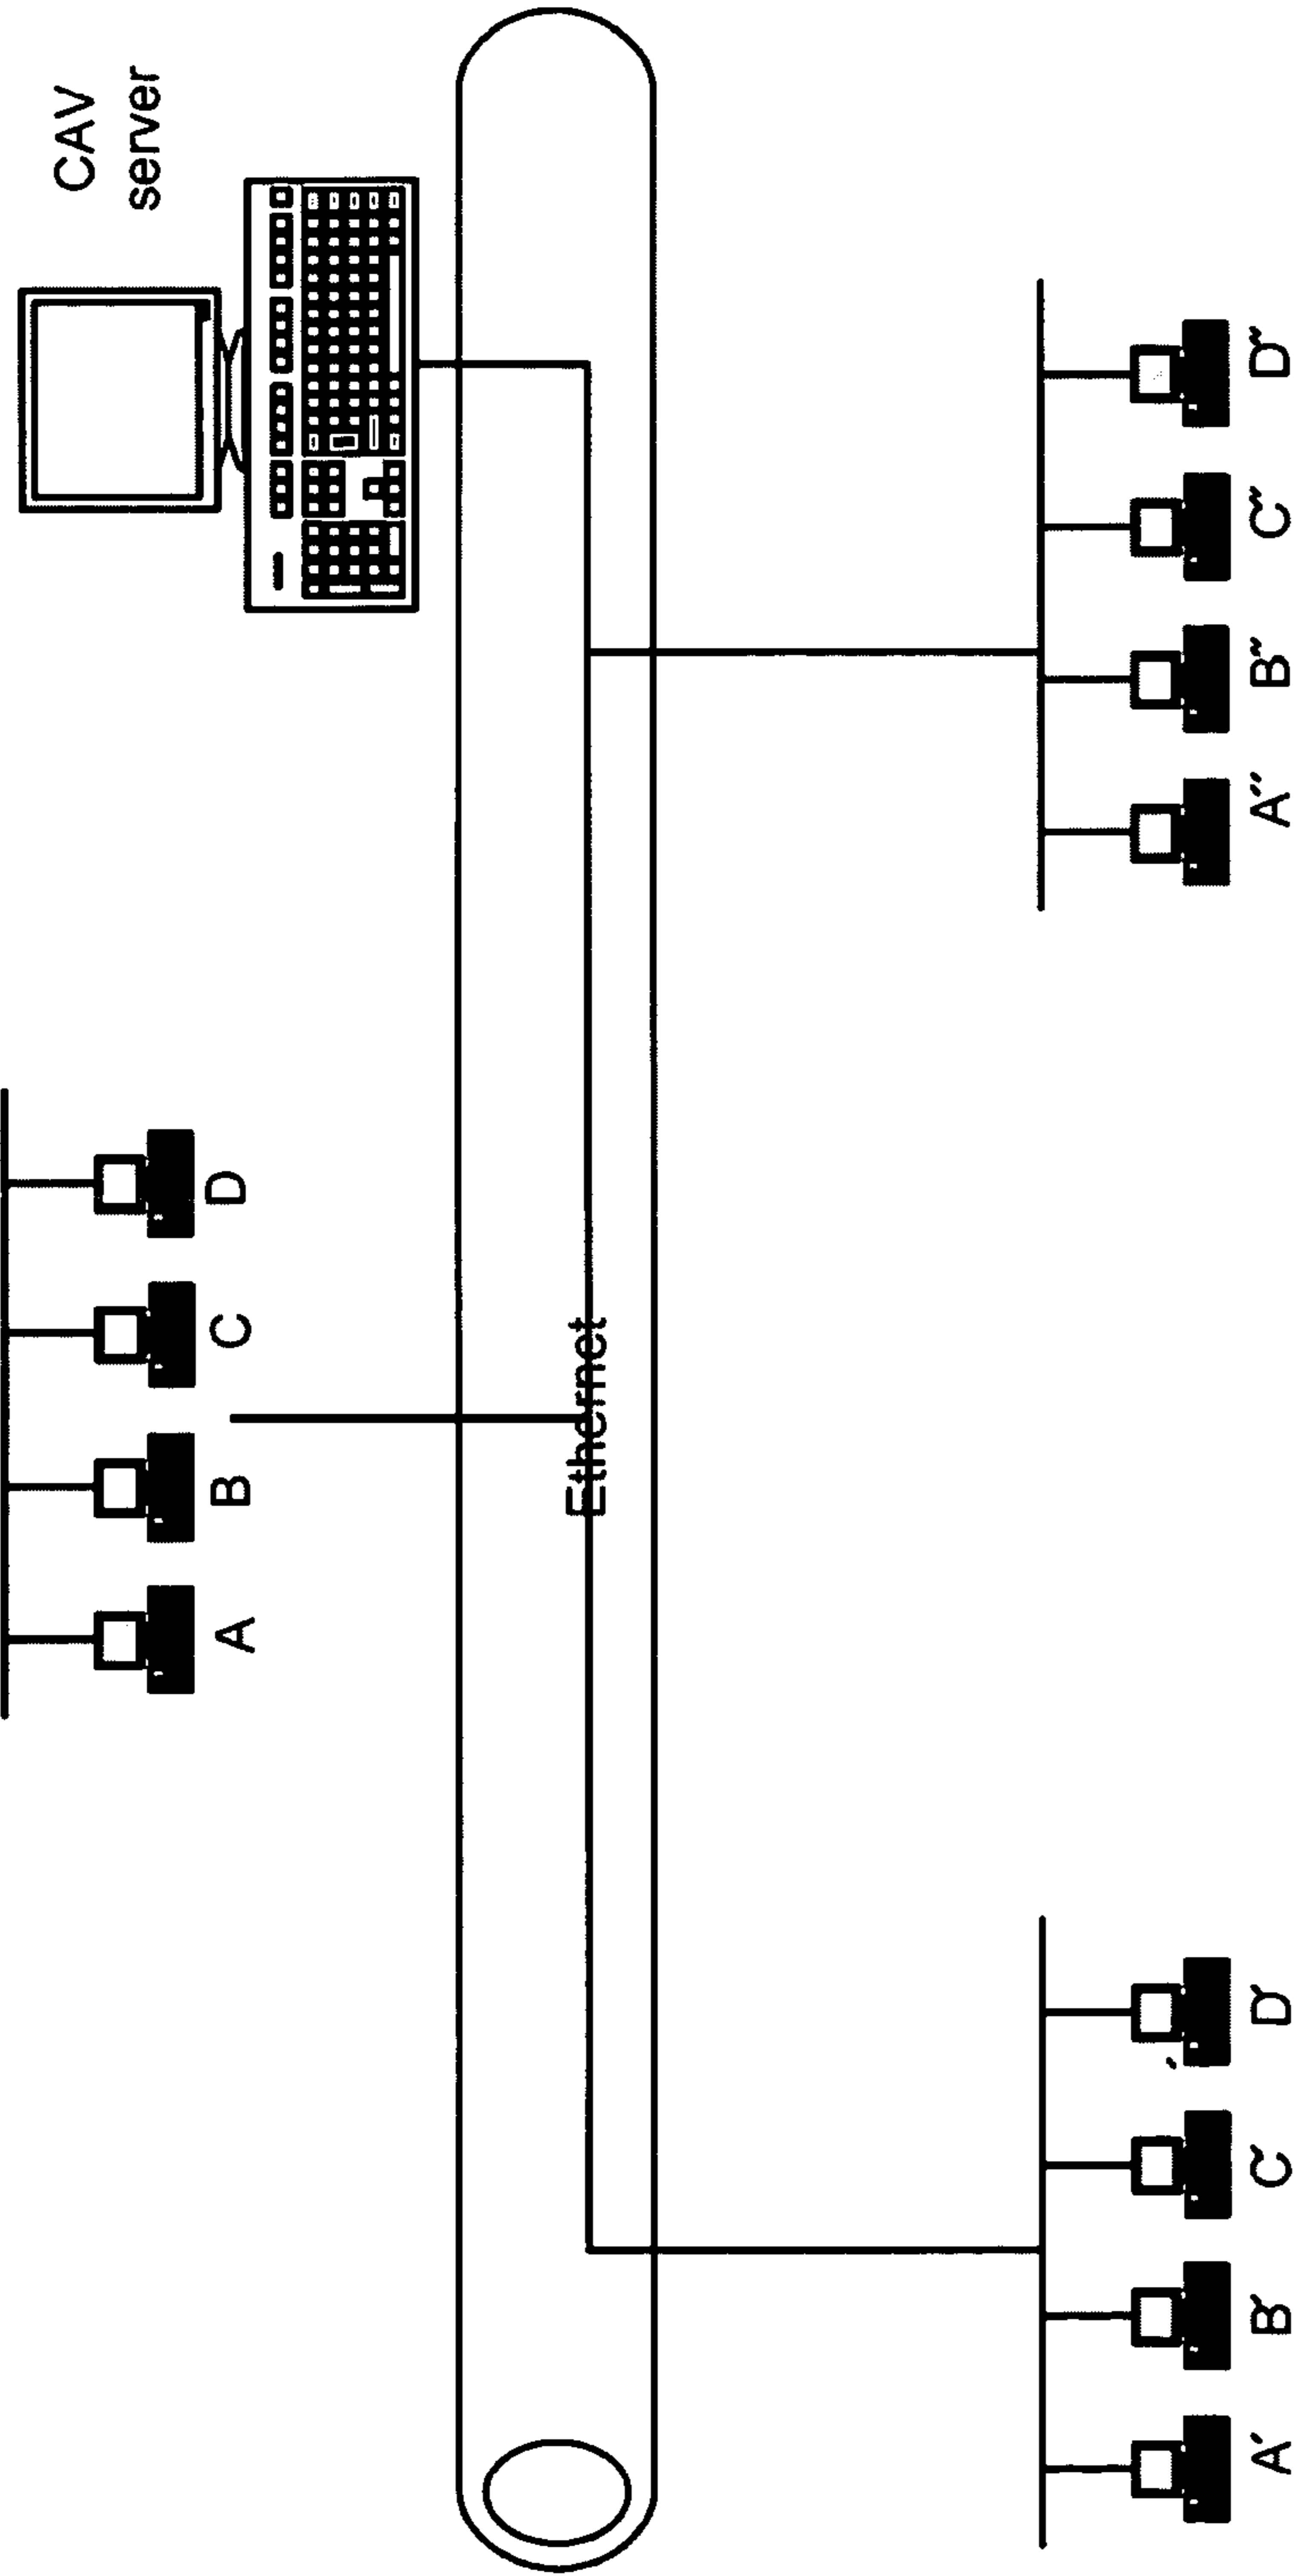 CAV
server
A B C D
Ethernet
A' B' C' D'
A" B" C" D"